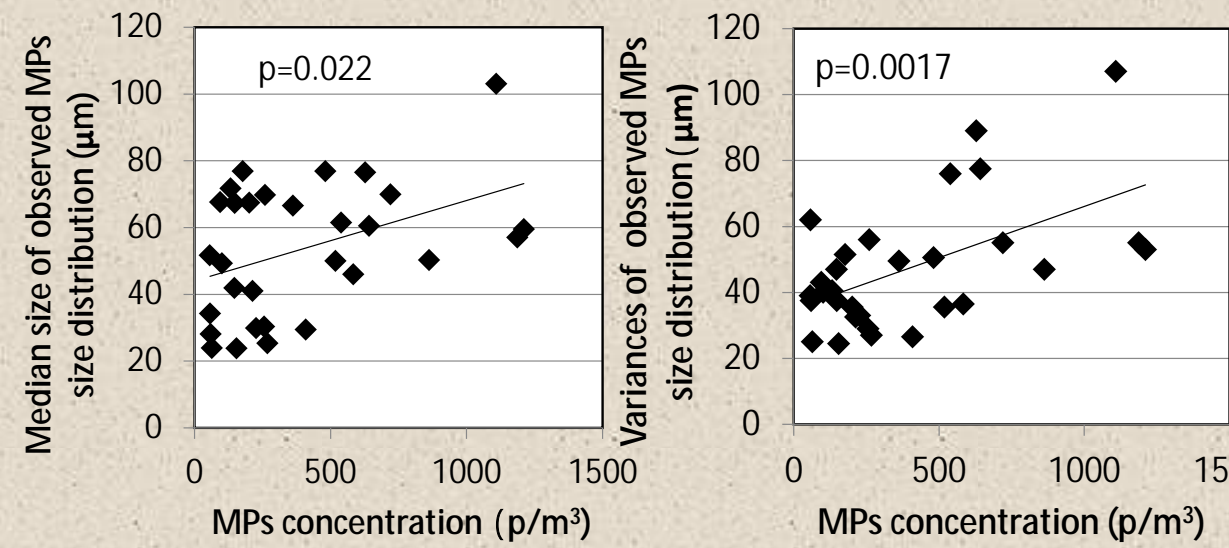 Median size of observed MPs
size distribution (µm)
120
100
80
60
40
20
0
p=0.022
0 500 1000 1500
MPs concentration (p/m³)
Variances of observed MPs
size distribution (µm)
120
100
80
60
40
20
0
p=0.0017
0 500 1000 15
MPs concentration (p/m³)